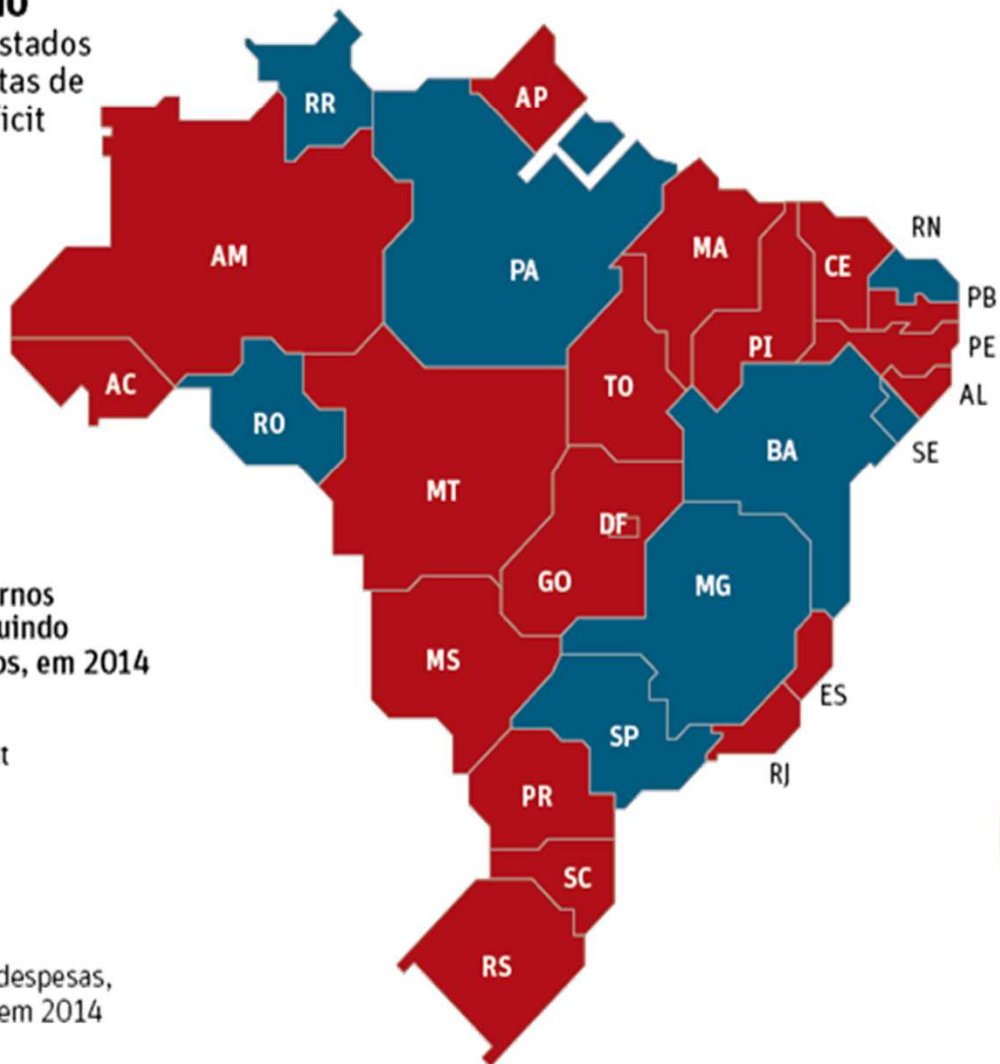 stados
tas de
icit
RR
AP
AM
PA
MA
CE
RN
PB
PE
AL
SE
PI
TO
AC
RO
BA
MT
DF
GO
MG
rnos
uindo
os, em 2014
MS
ES
SP
RJ
t
PR
SC
RS
despesas,
em 2014